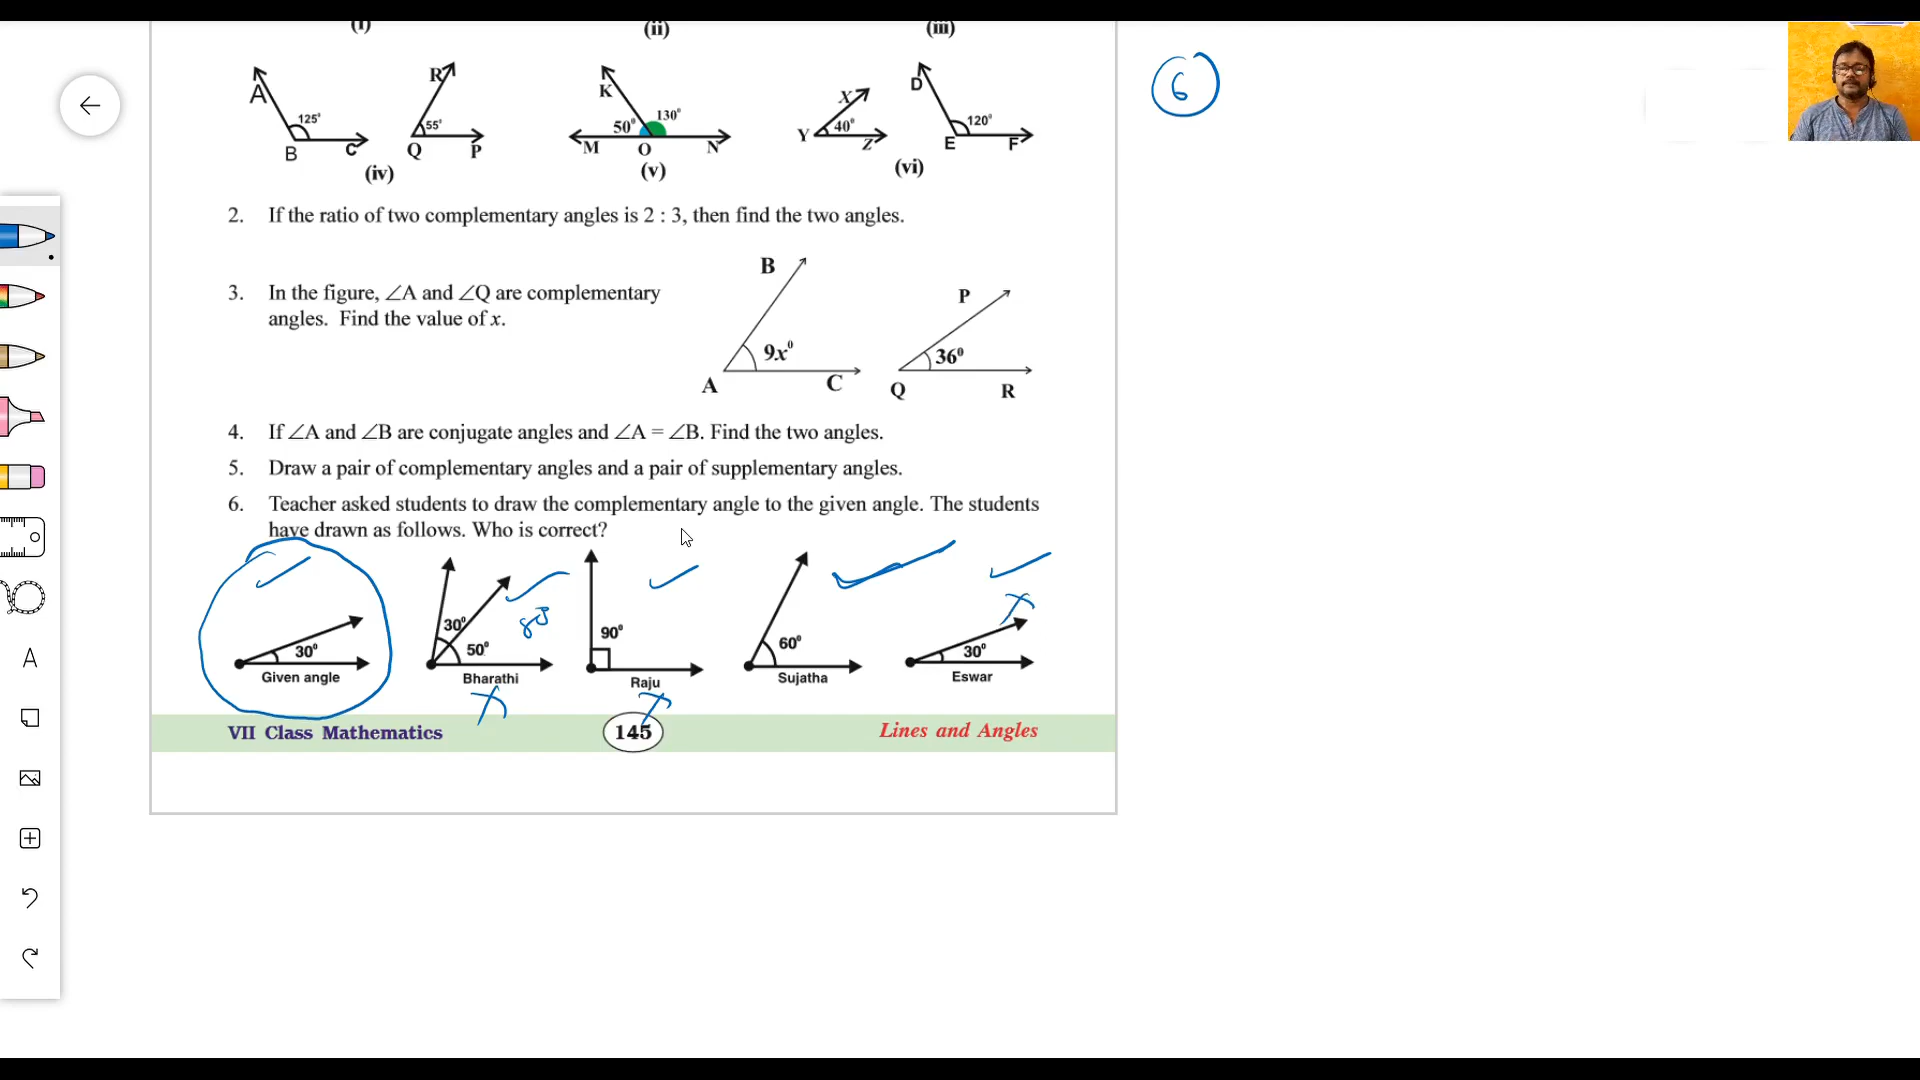 (i) (ii) (iii)
A 125° B C R 55° Q P
K 50° 130° M O N
X Y 40° Z D 120° E F
(iv) (v) (vi)
6
2. If the ratio of two complementary angles is 2 : 3, then find the two angles.
3. In the figure, ∠A and ∠Q are complementary
angles. Find the value of x.
B 9x⁰ A C
P 36⁰ Q R
4. If ∠A and ∠B are conjugate angles and ∠A = ∠B. Find the two angles.
5. Draw a pair of complementary angles and a pair of supplementary angles.
6. Teacher asked students to draw the complementary angle to the given angle. The students
have drawn as follows. Who is correct?
30° Given angle
30° 50° 80 Bharathi
90° Raju
60° Sujatha
30° Eswar
VII Class Mathematics 145 Lines and Angles
A